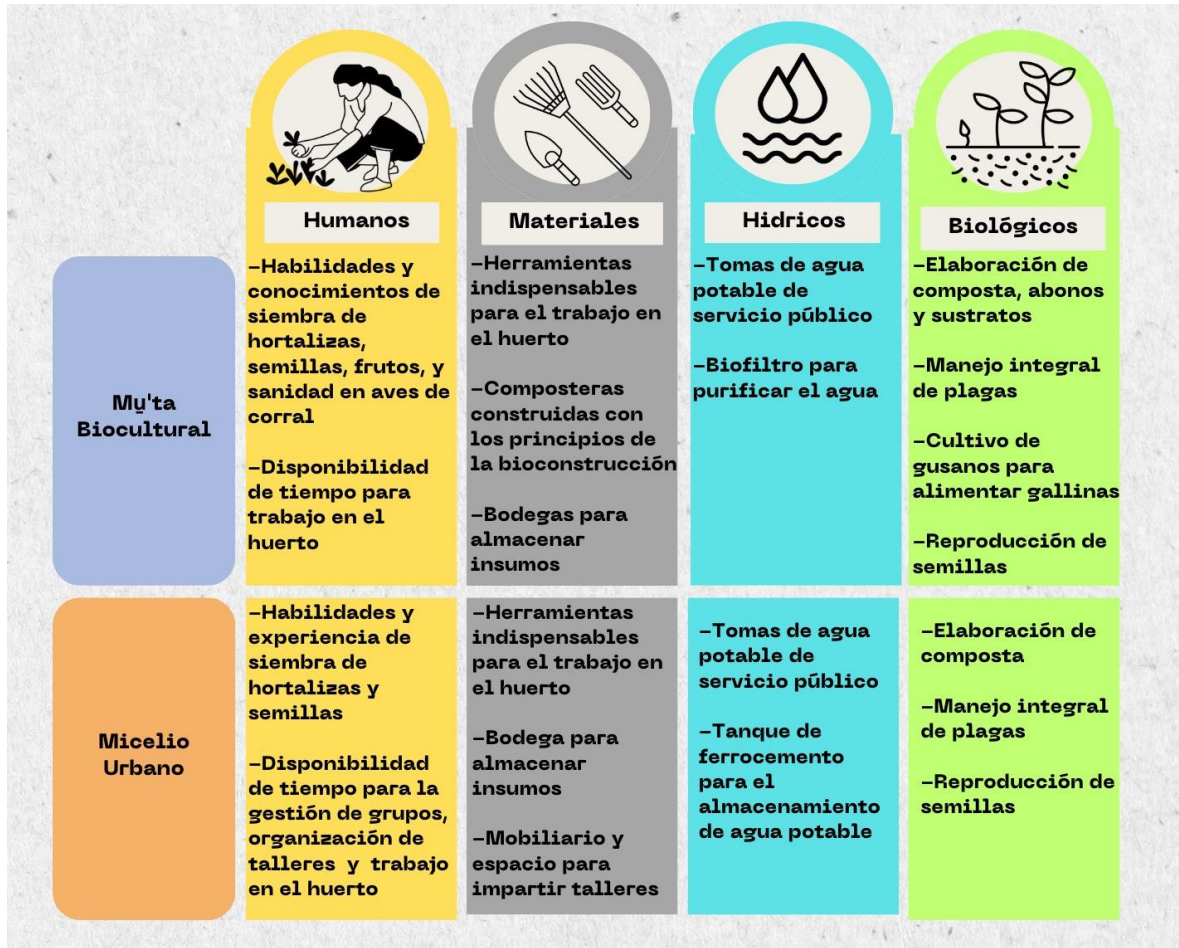 Humanos
Materiales
Hídricos
Biológicos
Mu̱'ta
Biocultural
–Habilidades y
conocimientos de
siembra de
hortalizas,
semillas, frutos, y
sanidad en aves de
corral
–Disponibilidad
de tiempo para
trabajo en el
huerto
–Herramientas
indispensables
para el trabajo en
el huerto
–Composteras
construidas con
los principios de
la bioconstrucción
–Bodegas para
almacenar
insumos
–Tomas de agua
potable de
servicio público
–Biofiltro para
purificar el agua
–Elaboración de
composta, abonos
y sustratos
–Manejo integral
de plagas
–Cultivo de
gusanos para
alimentar gallinas
–Reproducción de
semillas
Micelio
Urbano
–Habilidades y
experiencia de
siembra de
hortalizas y
semillas
–Disponibilidad
de tiempo para la
gestión de grupos,
organización de
talleres y trabajo
en el huerto
–Herramientas
indispensables
para el trabajo en
el huerto
–Bodega para
almacenar
insumos
–Mobiliario y
espacio para
impartir talleres
–Tomas de agua
potable de
servicio público
–Tanque de
ferrocemento
para el
almacenamiento
de agua potable
–Elaboración de
composta
–Manejo integral
de plagas
–Reproducción de
semillas